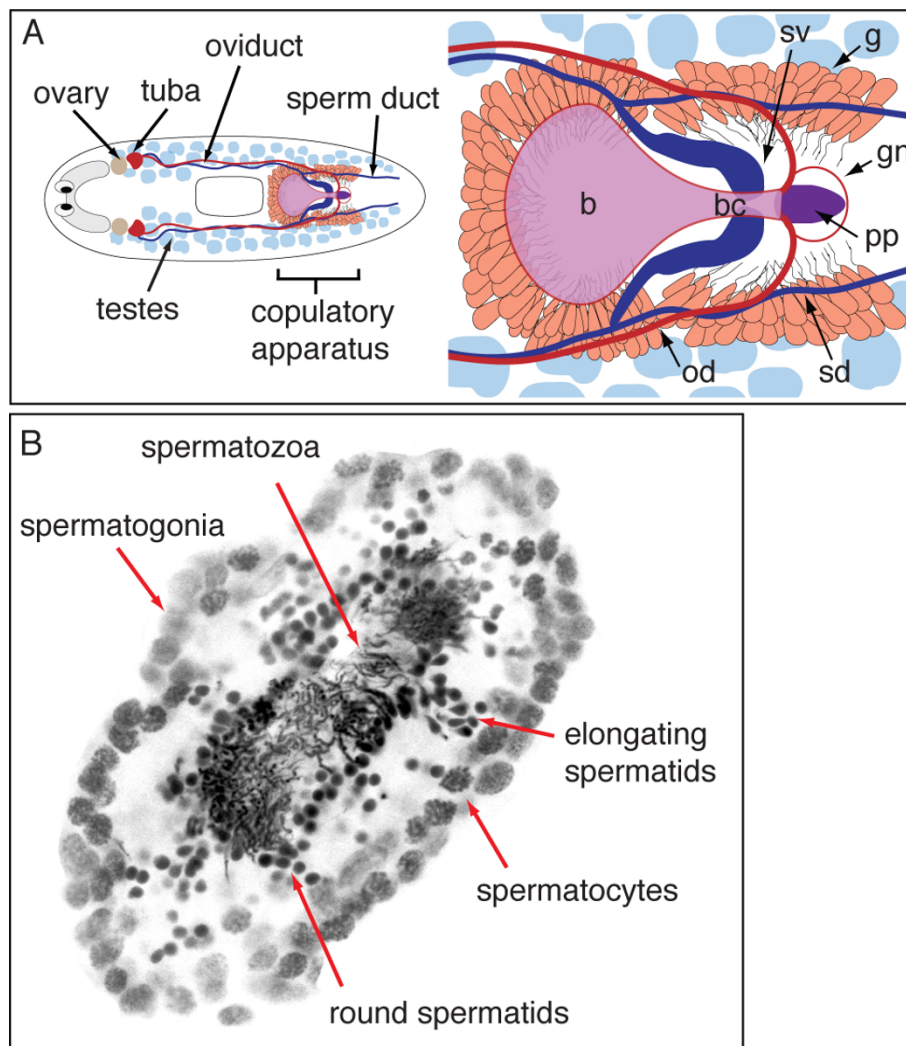 A
oviduct
ovary
tuba
sperm duct
testes
copulatory
apparatus
sv
g
gn
b
bc
pp
od
sd
B
spermatozoa
spermatogonia
elongating
spermatids
spermatocytes
round spermatids